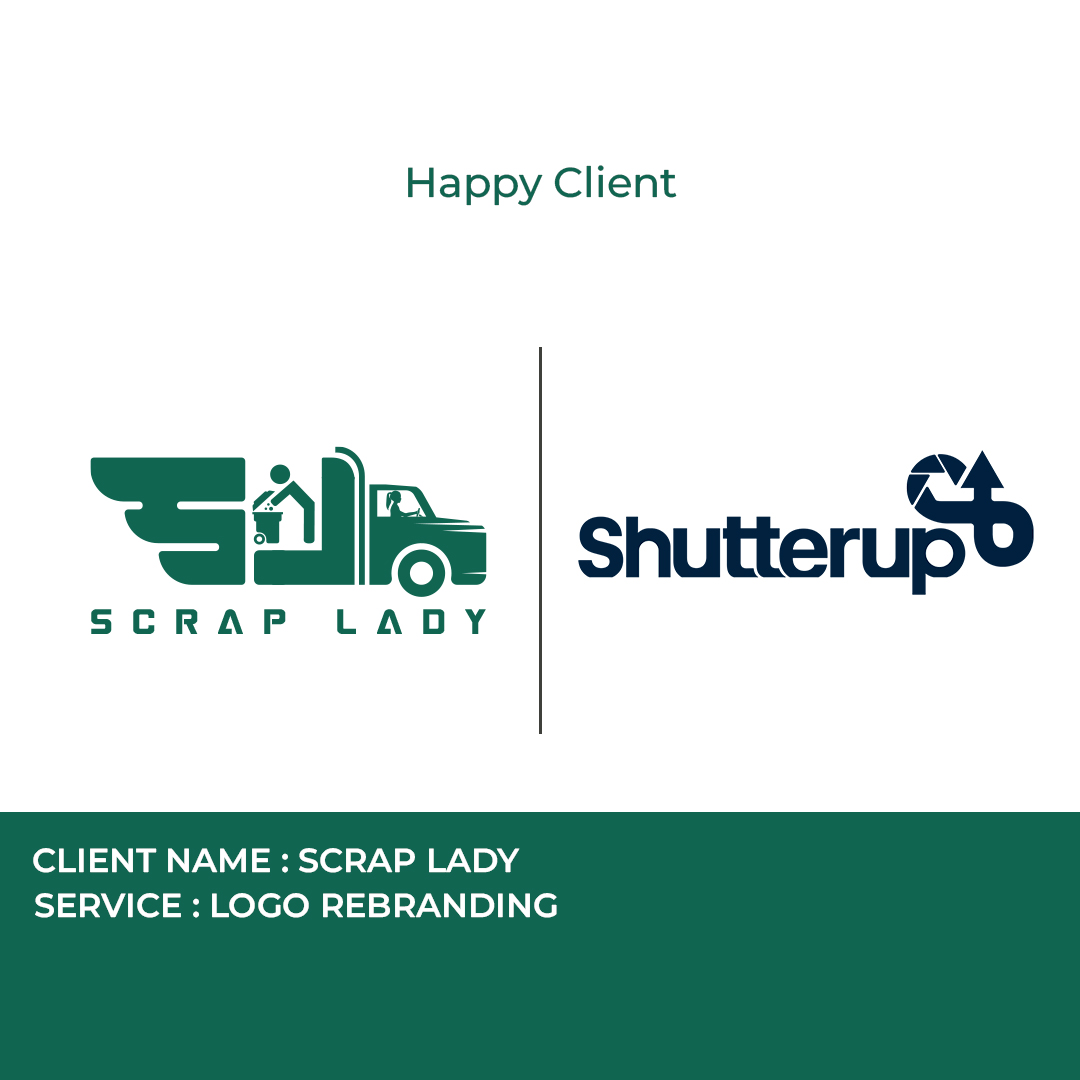 Happy Client
SCRAP LADY
Shutterup
CLIENT NAME : SCRAP LADY
SERVICE : LOGO REBRANDING